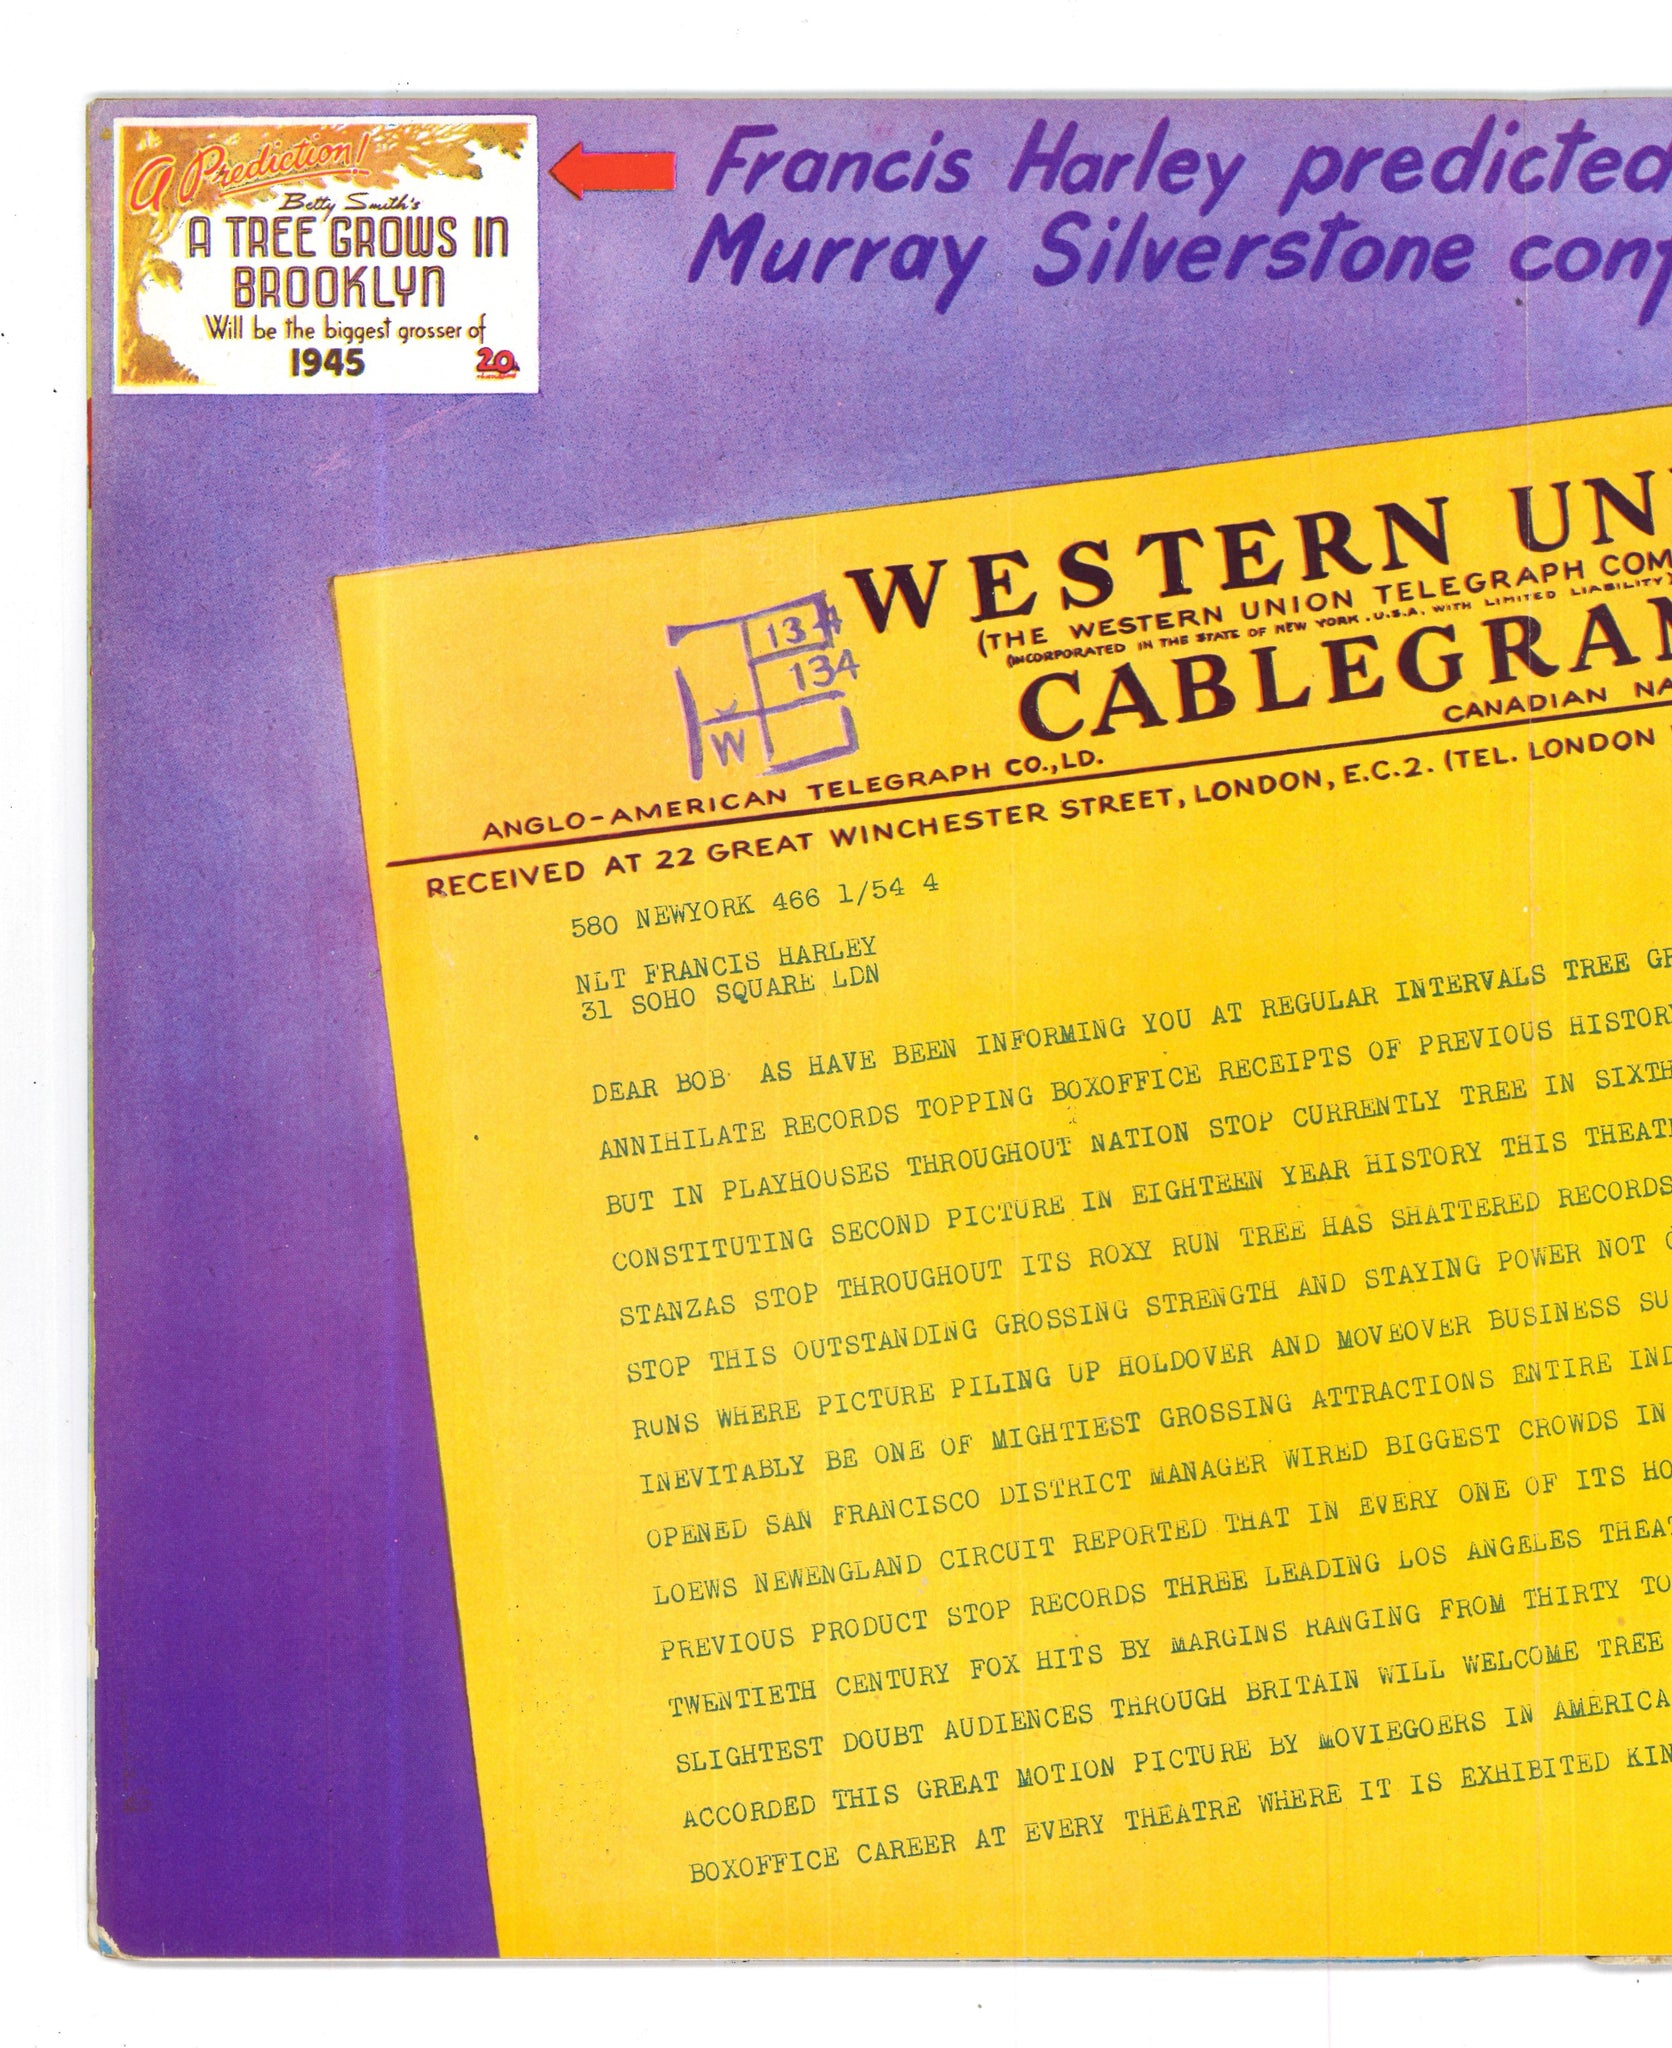 A Prediction!
Betty Smith's
A TREE GROWS IN
BROOKLYN
Will be the biggest grosser of
1945
20
Francis Harley predicted
Murray Silverstone conf
WESTERN UNI
(THE WESTERN UNION TELEGRAPH COM
(INCORPORATED IN THE STATE OF NEW YORK, U.S.A. WITH LIMITED LIABILITY)
CABLEGRAM
134
134
W
ANGLO-AMERICAN TELEGRAPH CO., LD.
CANADIAN NA
RECEIVED AT 22 GREAT WINCHESTER STREET, LONDON, E.C.2. (TEL. LONDON
580 NEWYORK 466 1/54 4
NLT FRANCIS HARLEY
31 SOHO SQUARE LDN
DEAR BOB AS HAVE BEEN INFORMING YOU AT REGULAR INTERVALS TREE GR
ANNIHILATE RECORDS TOPPING BOXOFFICE RECEIPTS OF PREVIOUS HISTORY
BUT IN PLAYHOUSES THROUGHOUT NATION STOP CURRENTLY TREE IN SIXTH
CONSTITUTING SECOND PICTURE IN EIGHTEEN YEAR HISTORY THIS THEATR
STANZAS STOP THROUGHOUT ITS ROXY RUN TREE HAS SHATTERED RECORDS
STOP THIS OUTSTANDING GROSSING STRENGTH AND STAYING POWER NOT
RUNS WHERE PICTURE PILING UP HOLDOVER AND MOVEOVER BUSINESS SU
INEVITABLY BE ONE OF MIGHTIEST GROSSING ATTRACTIONS ENTIRE IND
OPENED SAN FRANCISCO DISTRICT MANAGER WIRED BIGGEST CROWDS IN
LOEWS NEWENGLAND CIRCUIT REPORTED THAT IN EVERY ONE OF ITS HO
PREVIOUS PRODUCT STOP RECORDS THREE LEADING LOS ANGELES THEAT
TWENTIETH CENTURY FOX HITS BY MARGINS RANGING FROM THIRTY TO
SLIGHTEST DOUBT AUDIENCES THROUGH BRITAIN WILL WELCOME TREE
ACCORDED THIS GREAT MOTION PICTURE BY MOVIEGOERS IN AMERICA
BOXOFFICE CAREER AT EVERY THEATRE WHERE IT IS EXHIBITED KIN